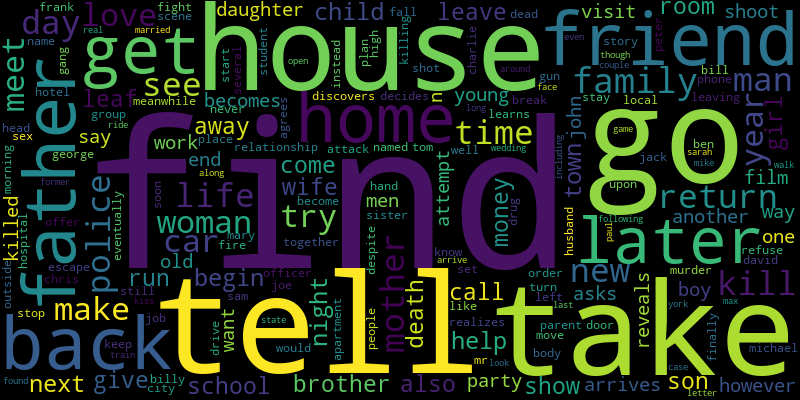 frank
fight
scene
love
day
daughter
child
fall
leave
dead
visit
room
shoot
name
married
real
get
house
friend
even
story
though
couple
peter
high
plan
instead
start
several
student
open
killing
charlie
shot
gun
face
around
meet
gang
hotel
father
see
family
bill
phone
man
leaf
meanwhile
becomes
discovers
decides
long
young
break
stay
local
leaving
year
girl
group
ride
never
home
n
learns
john
head
sex
say
away
place
agrees
named
tom
time
go
game
ben
sarah
mike
george
work
relationship
attack
well
wedding
including
town
jack
walk
morning
end
come
find
former
along
soon
life
wife
become
hand
men
attempt
money
drug
upon
return
film
offer
police
eventually
woman
try
sister
another
way
following
paul
killed
hospital
car
mary
fire
together
despite
mother
know
arrive
husband
later
one
refuse
outside
escape
chris
old
officer
joe
set
new
david
run
begin
death
order
asks
murder
boy
kill
still
kiss
sam
night
call
turn
left
last
york
max
stop
make
tell
like
take
reveals
job
want
state
apartment
people
realizes
help
parent
door
move
finally
michael
back
keep
train
drive
would
mr
look
body
case
found
next
give
billy
city
school
brother
also
party
show
arrives
son
letter
however